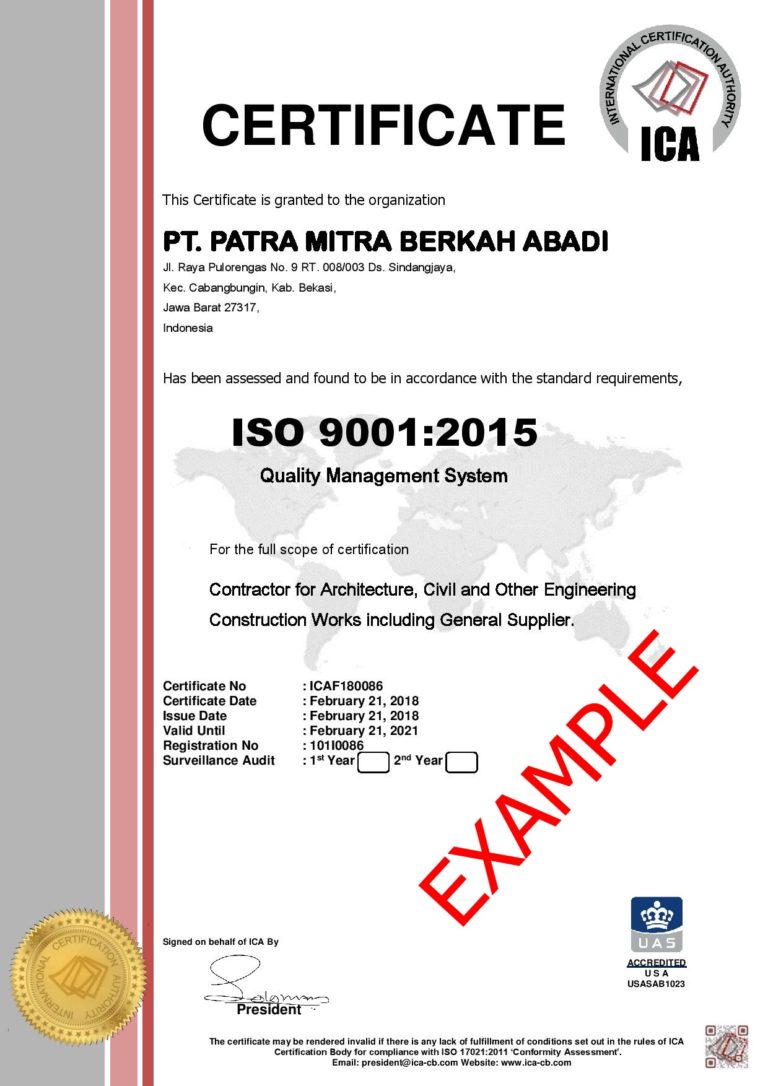 INTERNATIONAL CERTIFICATION AUTHORITY
ICA
CERTIFICATE
This Certificate is granted to the organization
PT. PATRA MITRA BERKAH ABADI
Jl. Raya Pulorengas No. 9 RT. 008/003 Ds. Sindangjaya,
Kec. Cabangbungin, Kab. Bekasi,
Jawa Barat 27317,
Indonesia
Has been assessed and found to be in accordance with the standard requirements,
ISO 9001:2015
Quality Management System
For the full scope of certification
Contractor for Architecture, Civil and Other Engineering
Construction Works including General Supplier.
Certificate No : ICAF180086
Certificate Date : February 21, 2018
Issue Date : February 21, 2018
Valid Until : February 21, 2021
Registration No : 101I0086
Surveillance Audit : 1st Year 2nd Year
EXAMPLE
UAS
ACCREDITED
U S A
USASAB1023
Signed on behalf of ICA By
President
INTERNATIONAL CERTIFICATION AUTHORITY
The certificate may be rendered invalid if there is any lack of fulfillment of conditions set out in the rules of ICA
Certification Body for compliance with ISO 17021:2011 ‘Conformity Assessment’.
Email: president@ica-cb.com Website: www.ica-cb.com